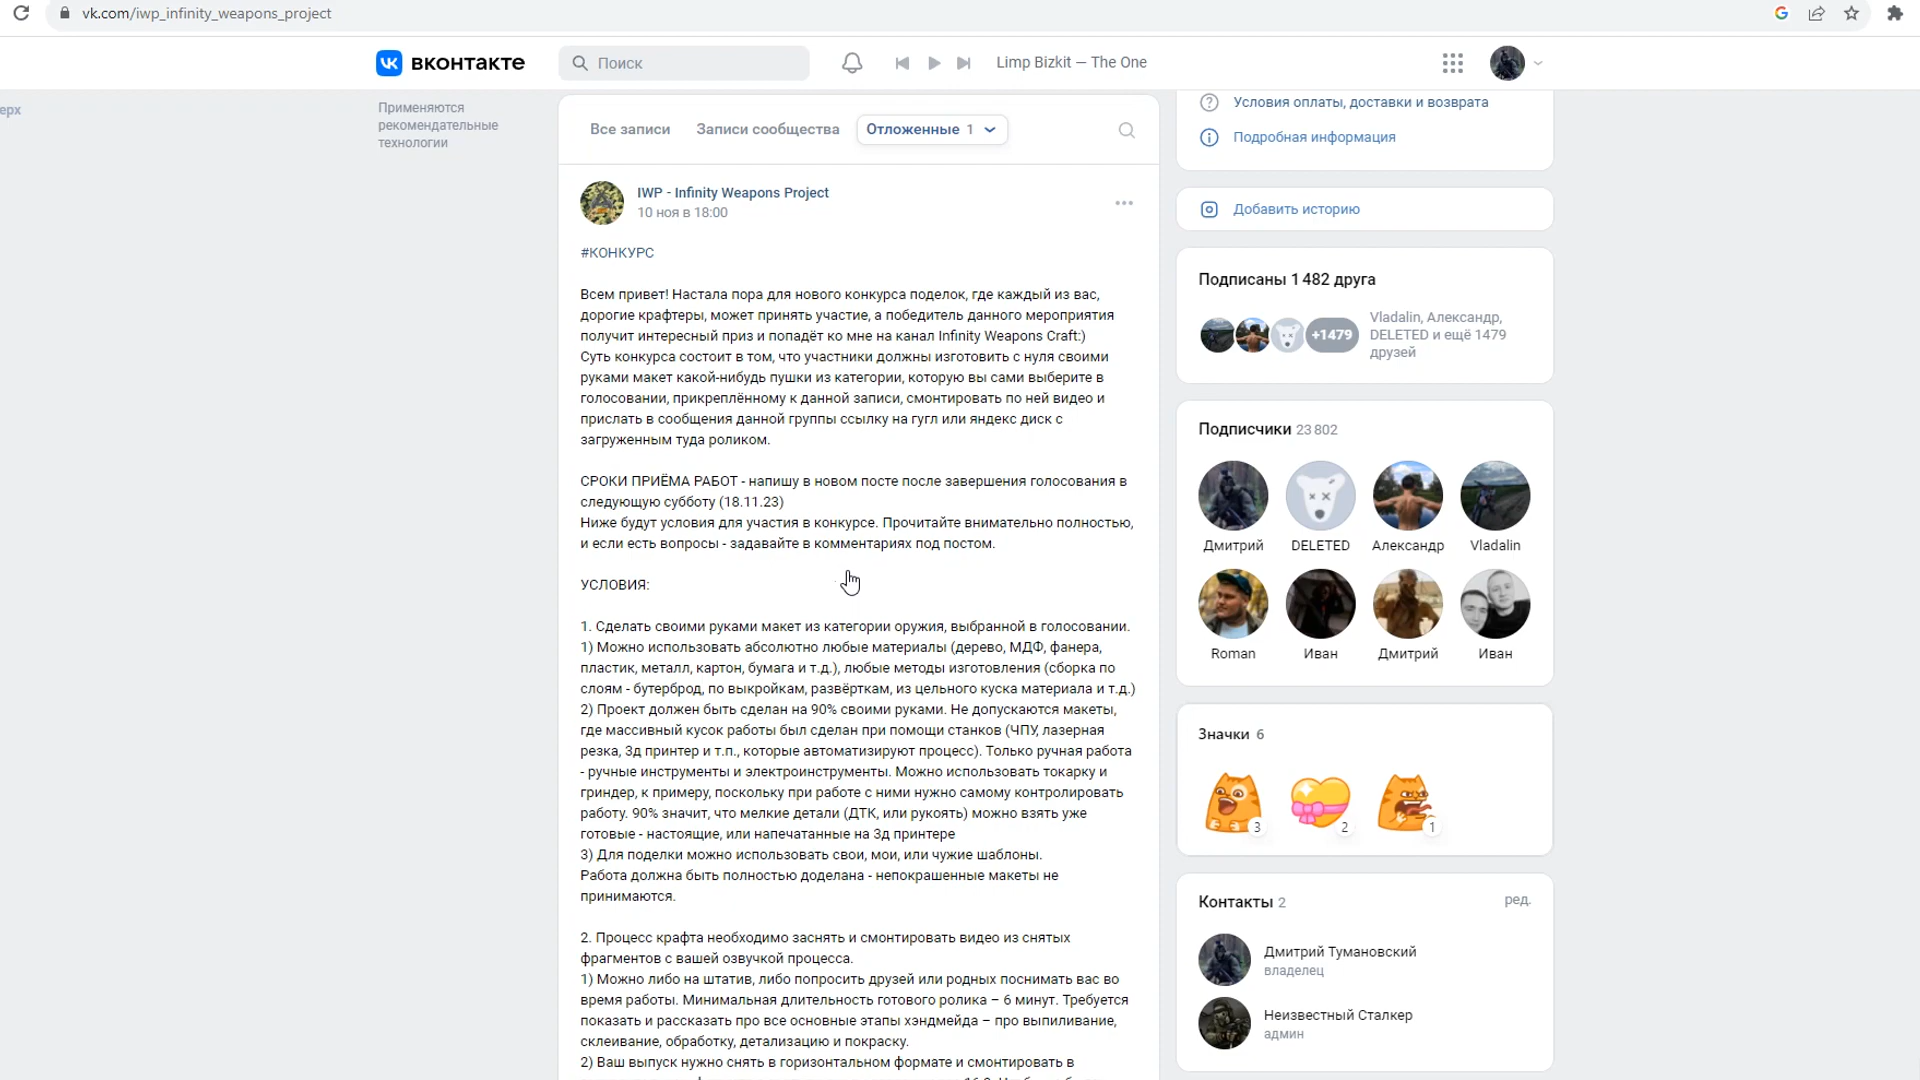 vk.com/iwp_infinity_weapons_project
вконтакте
Поиск
Limp Bizkit — The One
ерх
Применяются
рекомендательные
технологии
Все записи
Записи сообщества
Отложенные 1
IWP - Infinity Weapons Project
10 ноя в 18:00
#КОНКУРС
Всем привет! Настала пора для нового конкурса поделок, где каждый из вас,
дорогие крафтеры, может принять участие, а победитель данного мероприятия
получит интересный приз и попадёт ко мне на канал Infinity Weapons Craft:)
Суть конкурса состоит в том, что участники должны изготовить с нуля своими
руками макет какой-нибудь пушки из категории, которую вы сами выберите в
голосовании, прикреплённому к данной записи, смонтировать по ней видео и
прислать в сообщения данной группы ссылку на гугл или яндекс диск с
загруженным туда роликом.
СРОКИ ПРИЁМА РАБОТ - напишу в новом посте после завершения голосования в
следующую субботу (18.11.23)
Ниже будут условия для участия в конкурсе. Прочитайте внимательно полностью,
и если есть вопросы - задавайте в комментариях под постом.
УСЛОВИЯ:
1. Сделать своими руками макет из категории оружия, выбранной в голосовании.
1) Можно использовать абсолютно любые материалы (дерево, МДФ, фанера,
пластик, металл, картон, бумага и т.д.), любые методы изготовления (сборка по
слоям - бутерброд, по выкройкам, развёрткам, из цельного куска материала и т.д.)
2) Проект должен быть сделан на 90% своими руками. Не допускаются макеты,
где массивный кусок работы был сделан при помощи станков (ЧПУ, лазерная
резка, 3д принтер и т.п., которые автоматизируют процесс). Только ручная работа
- ручные инструменты и электроинструменты. Можно использовать токарку и
гриндер, к примеру, поскольку при работе с ними нужно самому контролировать
работу. 90% значит, что мелкие детали (ДТК, или рукоять) можно взять уже
готовые - настоящие, или напечатанные на 3д принтере
3) Для поделки можно использовать свои, мои, или чужие шаблоны.
Работа должна быть полностью доделана - непокрашенные макеты не
принимаются.
2. Процесс крафта необходимо заснять и смонтировать видео из снятых
фрагментов с вашей озвучкой процесса.
1) Можно либо на штатив, либо попросить друзей или родных поснимать вас во
время работы. Минимальная длительность готового ролика – 6 минут. Требуется
показать и рассказать про все основные этапы хэндмейда – про выпиливание,
склеивание, обработку, детализацию и покраску.
2) Ваш выпуск нужно снять в горизонтальном формате и смонтировать в
Условия оплаты, доставки и возврата
Подробная информация
Добавить историю
Подписаны 1 482 друга
+1479
Vladalin, Александр,
DELETED и ещё 1479
друзей
Подписчики 23 802
Дмитрий
DELETED
Александр
Vladalin
Roman
Иван
Дмитрий
Иван
Значки 6
3
2
1
Контакты 2
ред.
Дмитрий Тумановский
владелец
Неизвестный Сталкер
админ